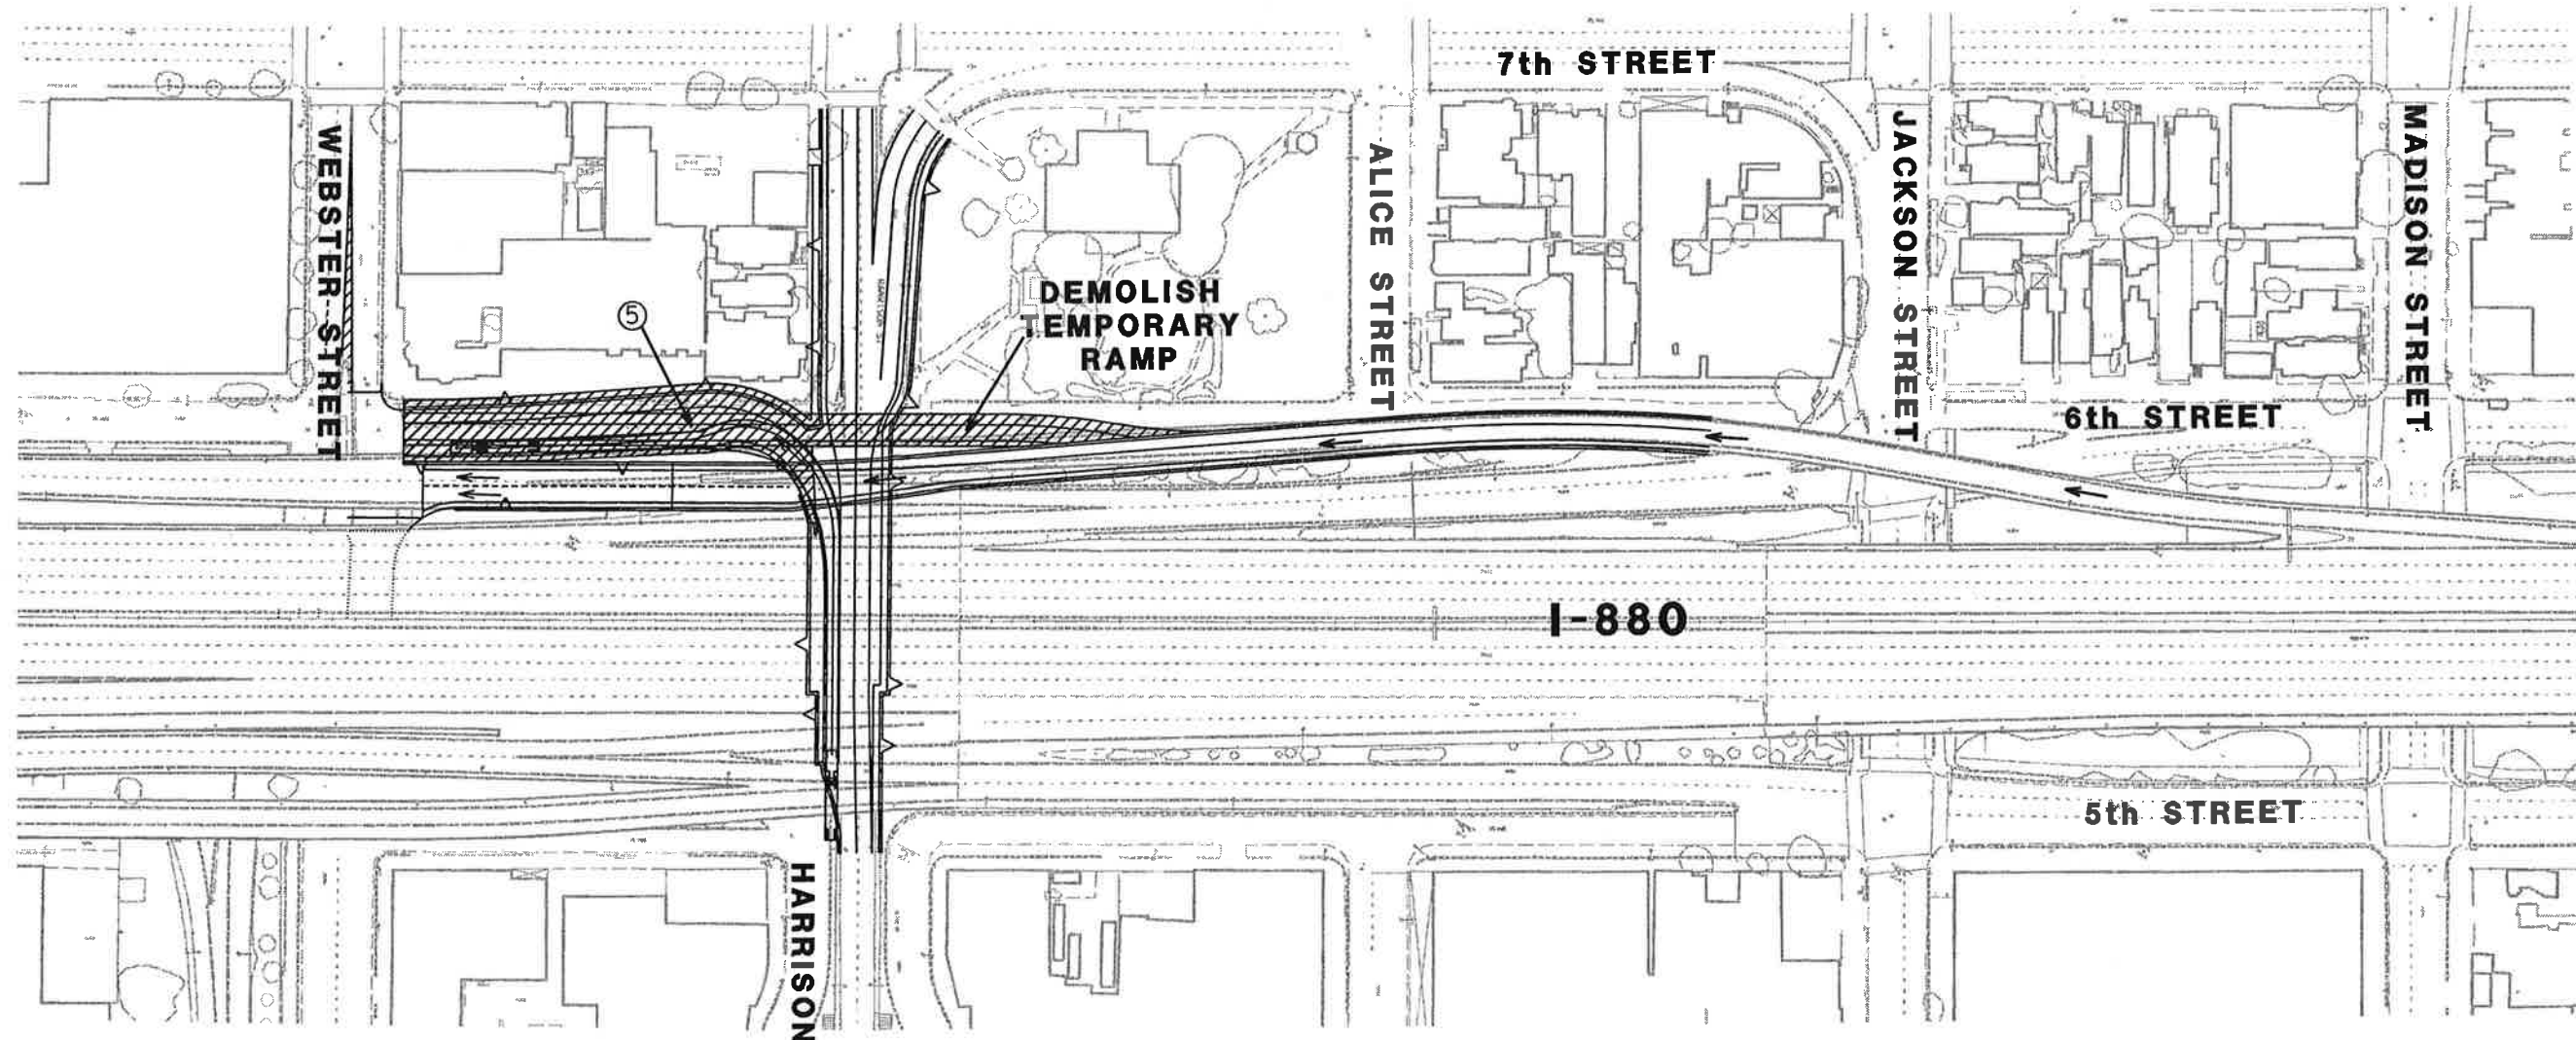 7th STREET
WEBSTER STREET
ALICE STREET
JACKSON STREET
MADISON STREET
5
DEMOLISH
TEMPORARY
RAMP
6th STREET
I-880
5th STREET
HARRISON